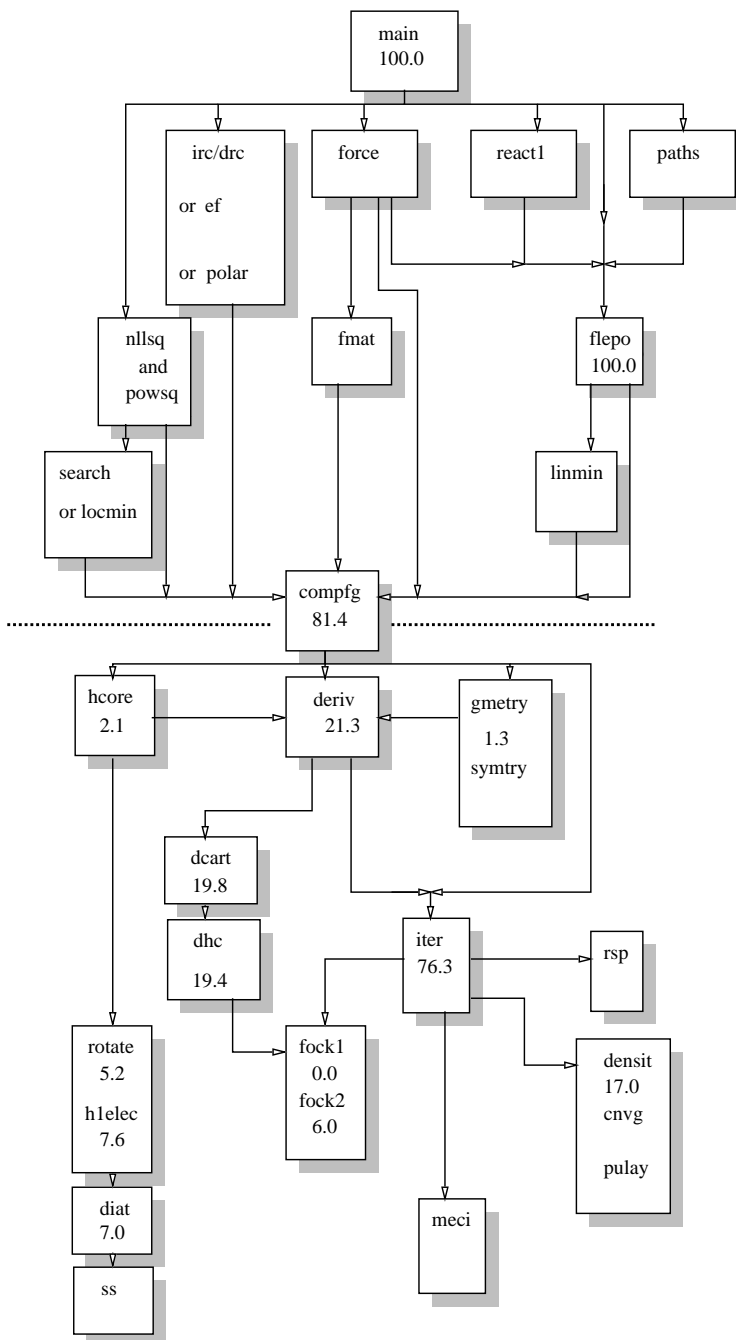 main
100.0
irc/drc
or ef
or polar
force
react1
paths
nllsq
and
powsq
fmat
flepo
100.0
search
or locmin
linmin
compfg
81.4
hcore
2.1
deriv
21.3
gmetry
1.3
symtry
dcart
19.8
dhc
19.4
iter
76.3
rsp
rotate
5.2
h1elec
7.6
fock1
0.0
fock2
6.0
densit
17.0
cnvg
pulay
diat
7.0
meci
ss